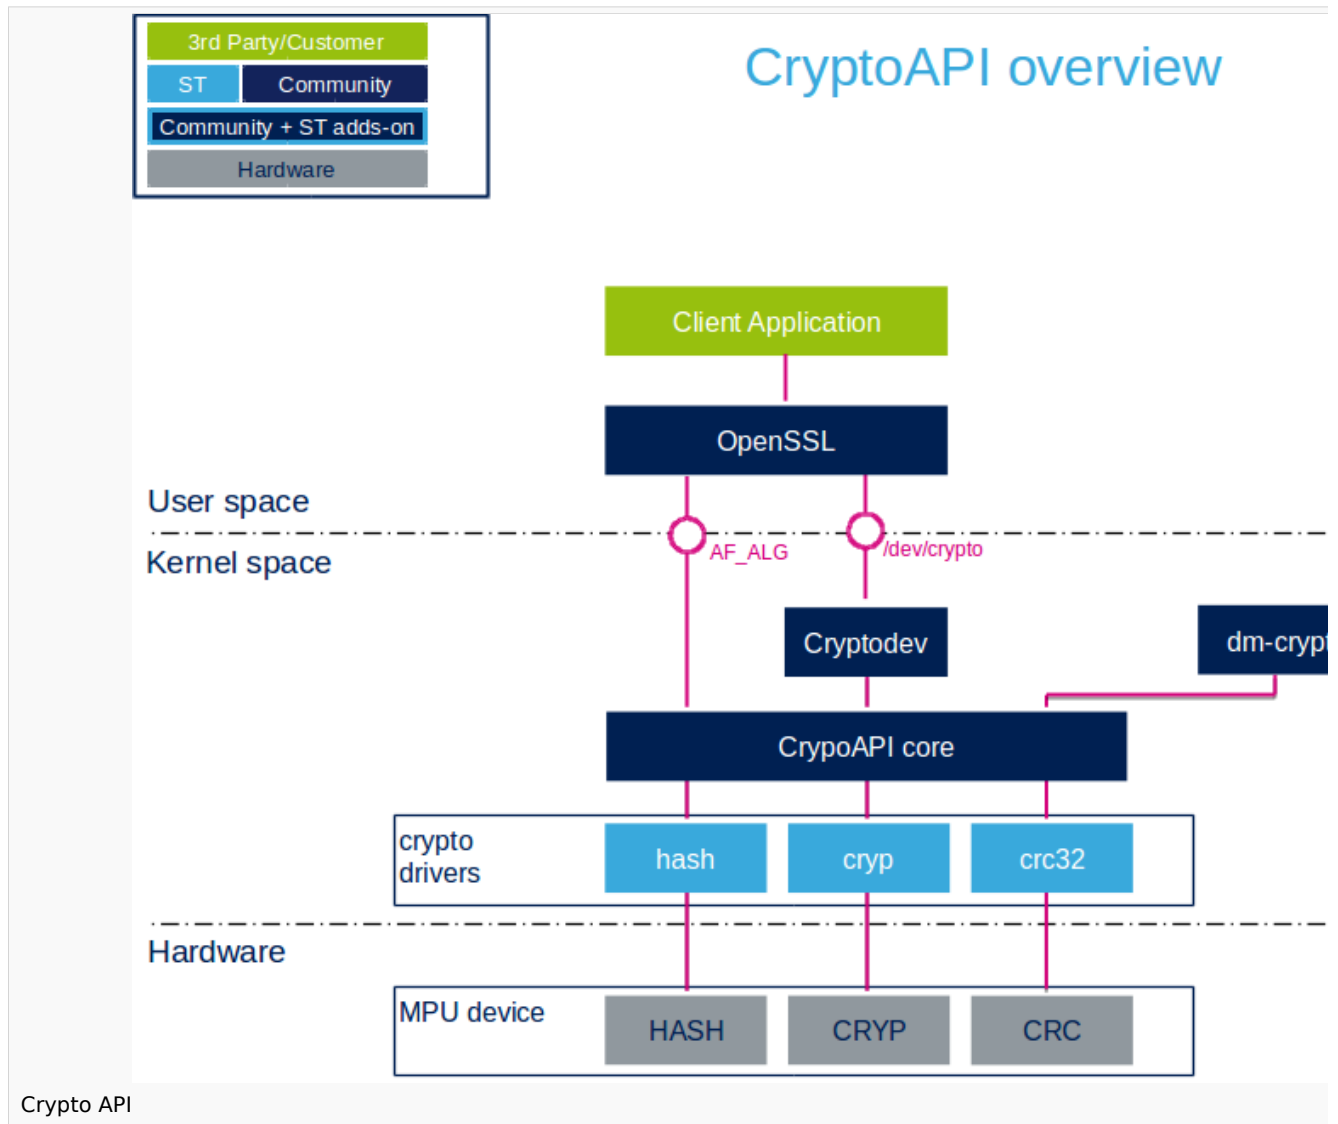 3rd Party/Customer
ST
Community
Community + ST adds-on
Hardware
CryptoAPI overview
Client Application
OpenSSL
User space
Kernel space
AF_ALG
/dev/crypto
Cryptodev
dm-crypt
CrypoAPI core
crypto
drivers
hash
cryp
crc32
Hardware
MPU device
HASH
CRYP
CRC
Crypto API